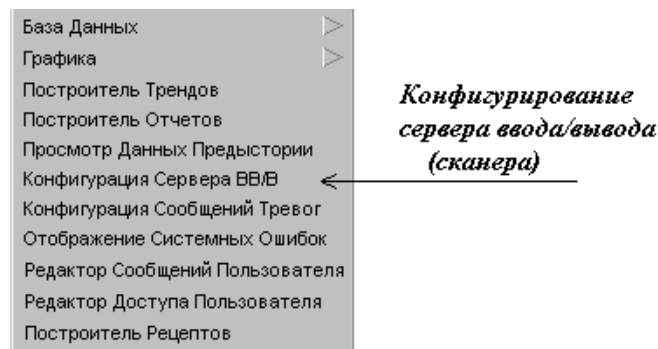 База Данных
Графика
Построитель Трендов
Построитель Отчетов
Просмотр Данных Предыстории
Конфигурация Сервера ВВ/В
Конфигурация Сообщений Тревог
Отображение Системных Ошибок
Редактор Сообщений Пользователя
Редактор Доступа Пользователя
Построитель Рецептов
Конфигурирование
сервера ввода/вывода
(сканера)